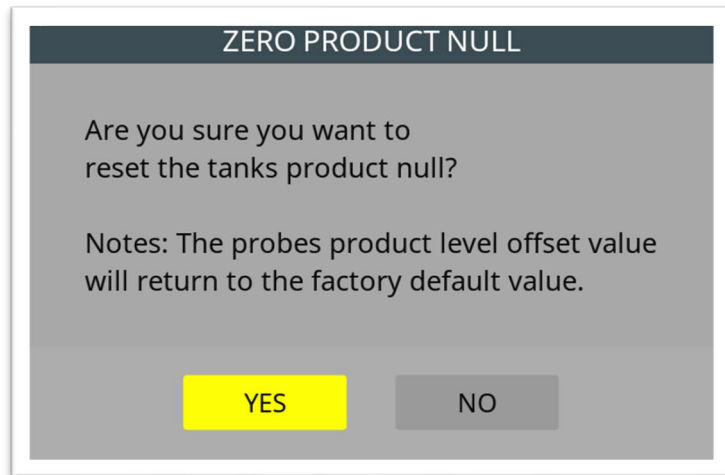 ZERO PRODUCT NULL
Are you sure you want to
reset the tanks product null?
Notes: The probes product level offset value
will return to the factory default value.
YES
NO